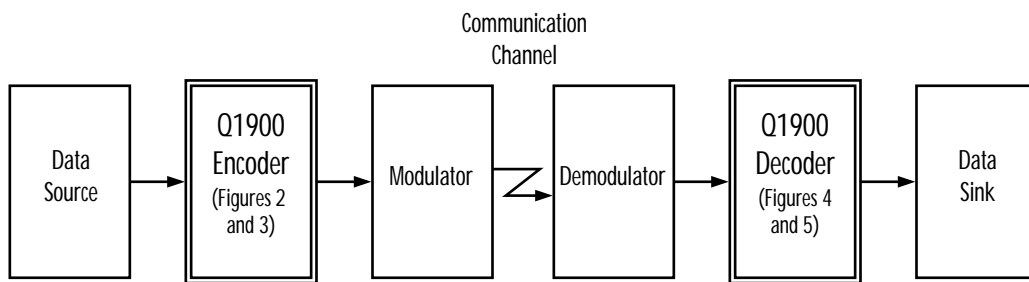 Communication
Channel
Data
Source
Q1900
Encoder
(Figures 2
and 3)
Modulator
Demodulator
Q1900
Decoder
(Figures 4
and 5)
Data
Sink